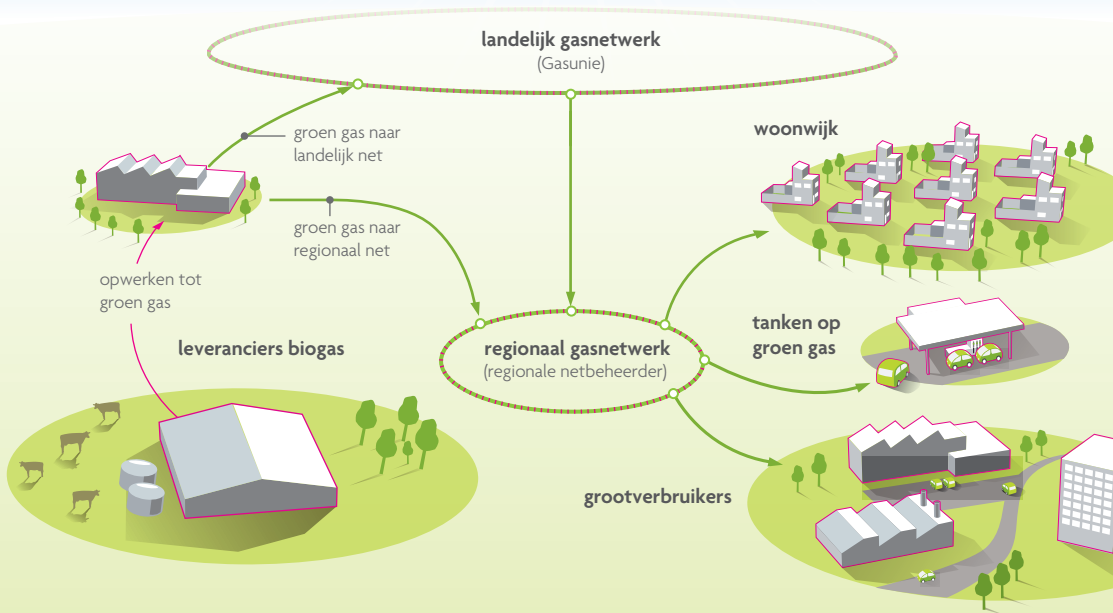 landelijk gasnetwerk
(Gasunie)
groen gas naar
landelijk net
woonwijk
groen gas naar
regionaal net
opwerken tot
groen gas
leveranciers biogas
regionaal gasnetwerk
(regionale netbeheerder)
tanken op
groen gas
grootverbruikers